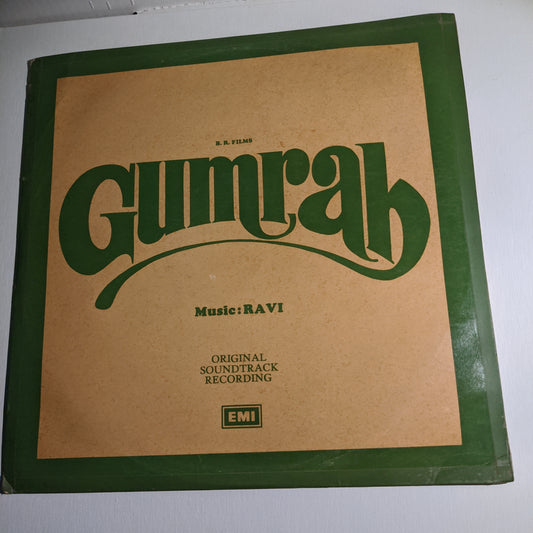 B. R. FILMS
Gumrah
Music: RAVI
ORIGINAL
SOUNDTRACK
RECORDING
EMI